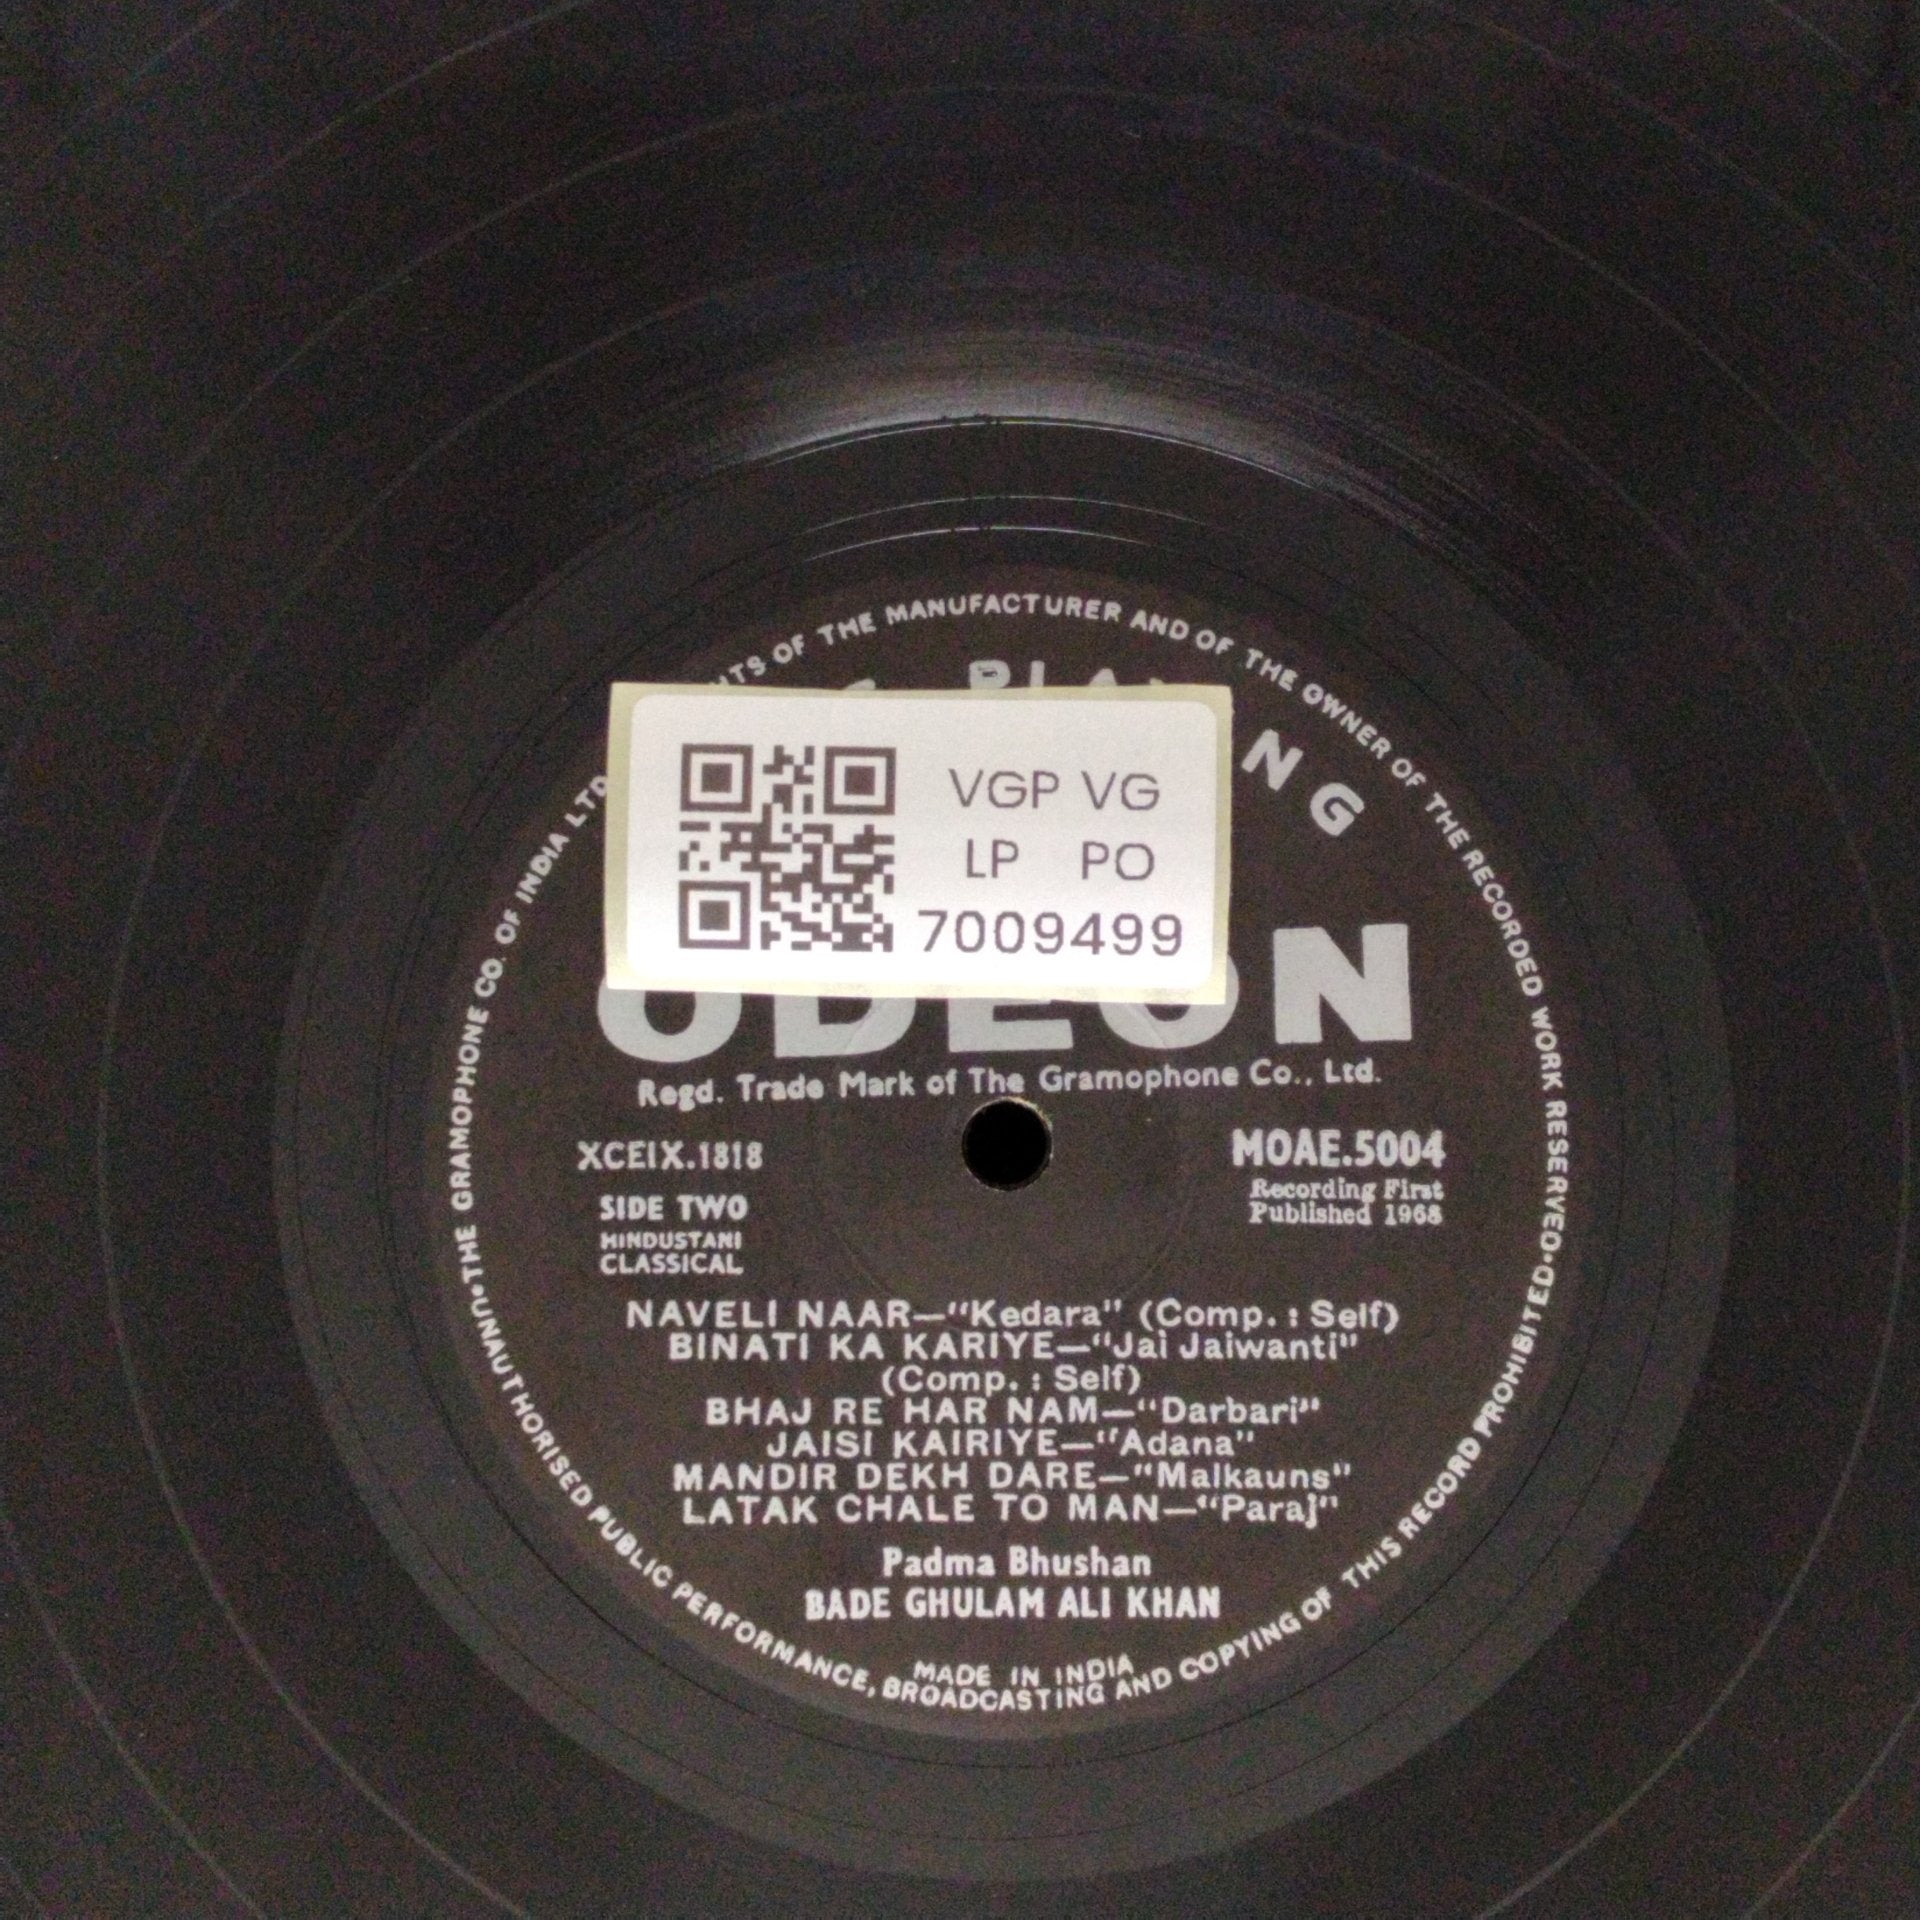 THE GRAMOPHONE CO. OF INDIA LTD
OF THE MANUFACTURER AND OF THE OWNER OF THE RECORDED WORK RESERVED•
VGP VG
LP PO
7009499
ODEON
Regd. Trade Mark of The Gramophone Co., Ltd.
XCEIX.1818
MOAE.5004
SIDE TWO
Recording First
Published 1968
HINDUSTANI
CLASSICAL
NAVELI NAAR—"Kedara" (Comp. : Self)
BINATI KA KARIYE—"Jai Jaiwanti"
(Comp. : Self)
BHAJ RE HAR NAM—"Darbari"
JAISI KAIRIYE—"Adana"
MANDIR DEKH DARE—"Malkauns"
LATAK CHALE TO MAN—"Paraj"
Padma Bhushan
BADE GHULAM ALI KHAN
MADE IN INDIA
UNAUTHORISED PUBLIC PERFORMANCE, BROADCASTING AND COPYING OF THIS RECORD PROHIBITED•